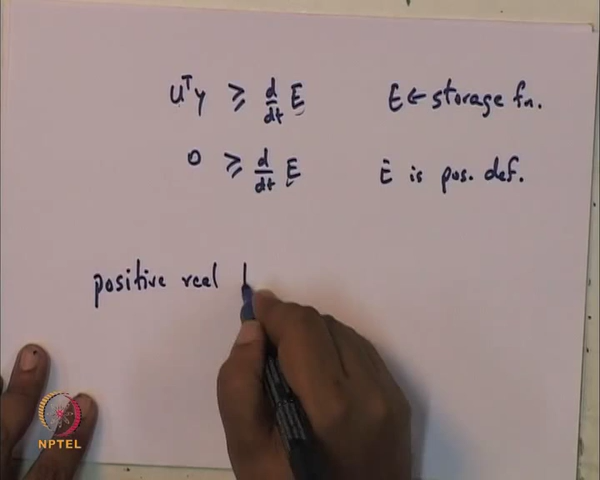 uᵀy ≥ d/dt E E ← storage fn.
0 ≥ d/dt E E is pos. def.
positive real
NPTEL